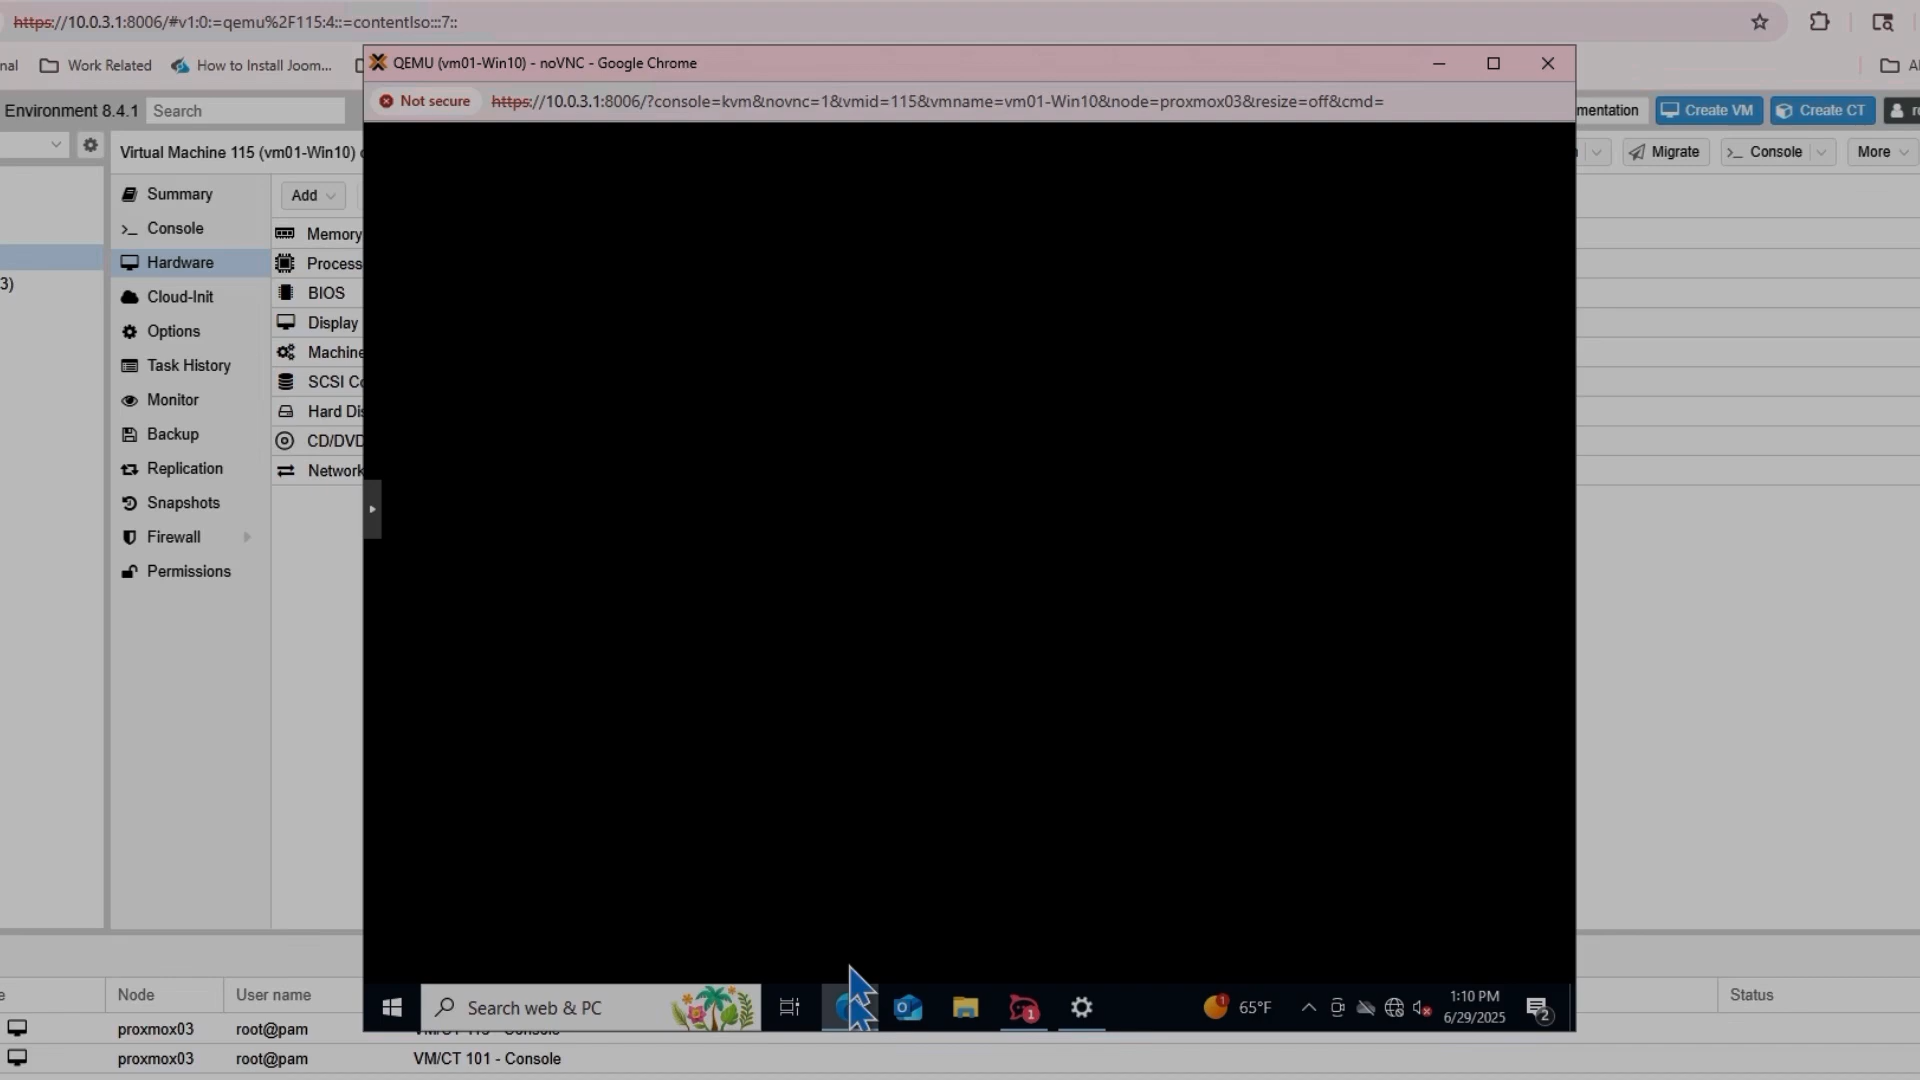 https://10.0.3.1:8006/#v1:0:=qemu%2F115:4::=contentIso:::7::
nal Work Related How to Install Joom...
QEMU (vm01-Win10) - noVNC - Google Chrome
Not secure https://10.0.3.1:8006/?console=kvm&novnc=1&vmid=115&vmname=vm01-Win10&node=proxmox03&resize=off&cmd=
Environment 8.4.1 Search
mentation Create VM Create CT
Virtual Machine 115 (vm01-Win10)
Migrate Console More
Summary
Console
Hardware
Cloud-Init
Options
Task History
Monitor
Backup
Replication
Snapshots
Firewall
Permissions
3)
Add
Memory
Process
BIOS
Display
Machine
SCSI Co
Hard Dis
CD/DVD
Network
Search web & PC
1
1
65°F
1:10 PM
6/29/2025
2
Node User name Status
proxmox03 root@pam
proxmox03 root@pam VM/CT 101 - Console